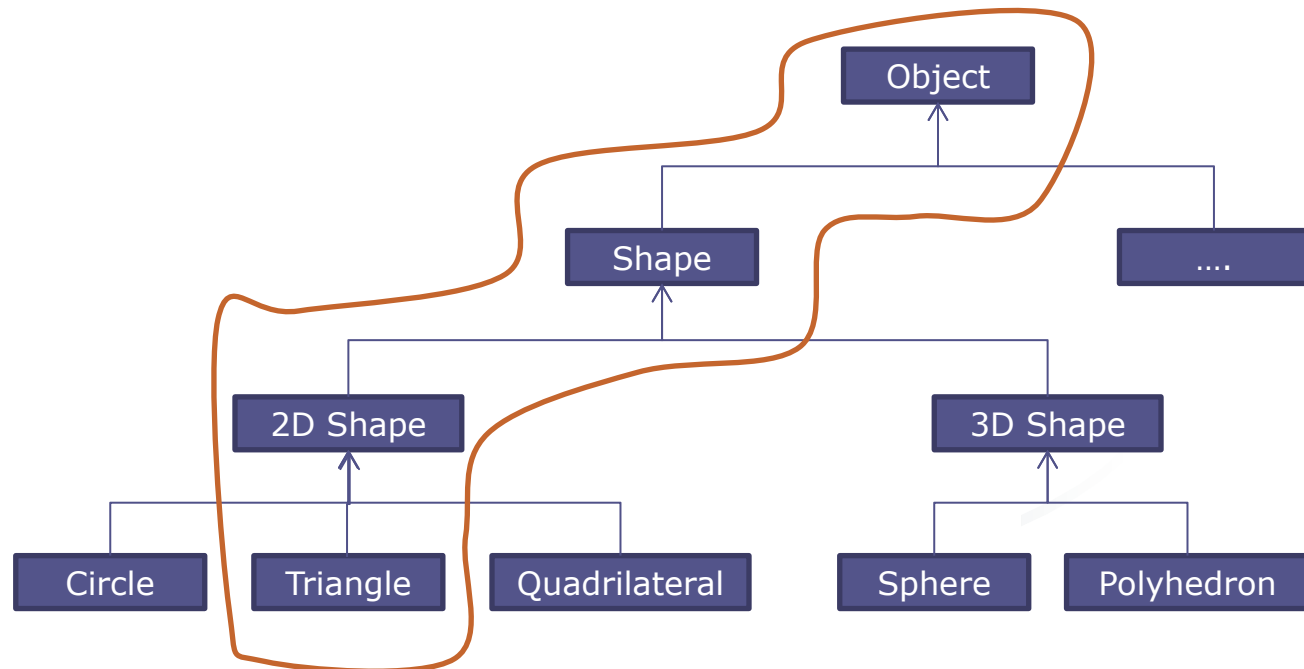 Object
Shape
….
2D Shape
3D Shape
Circle
Triangle
Quadrilateral
Sphere
Polyhedron